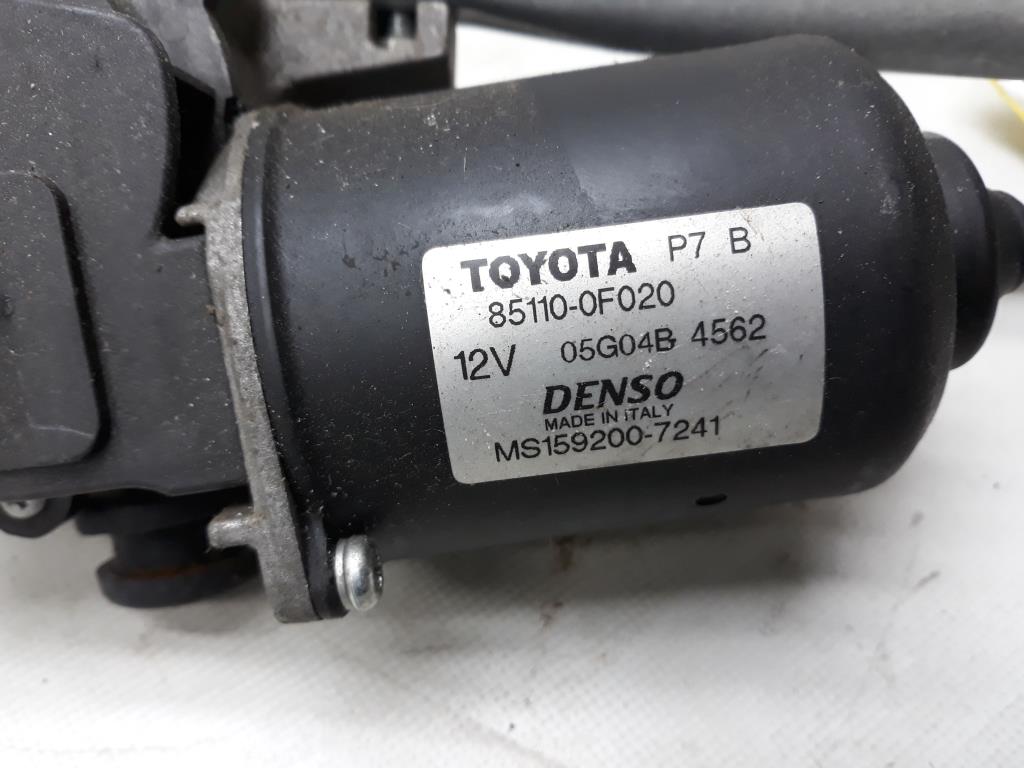 TOYOTA P7 B
85110-0F020
12V 05G04B 4562
DENSO
MADE IN ITALY
MS159200-7241